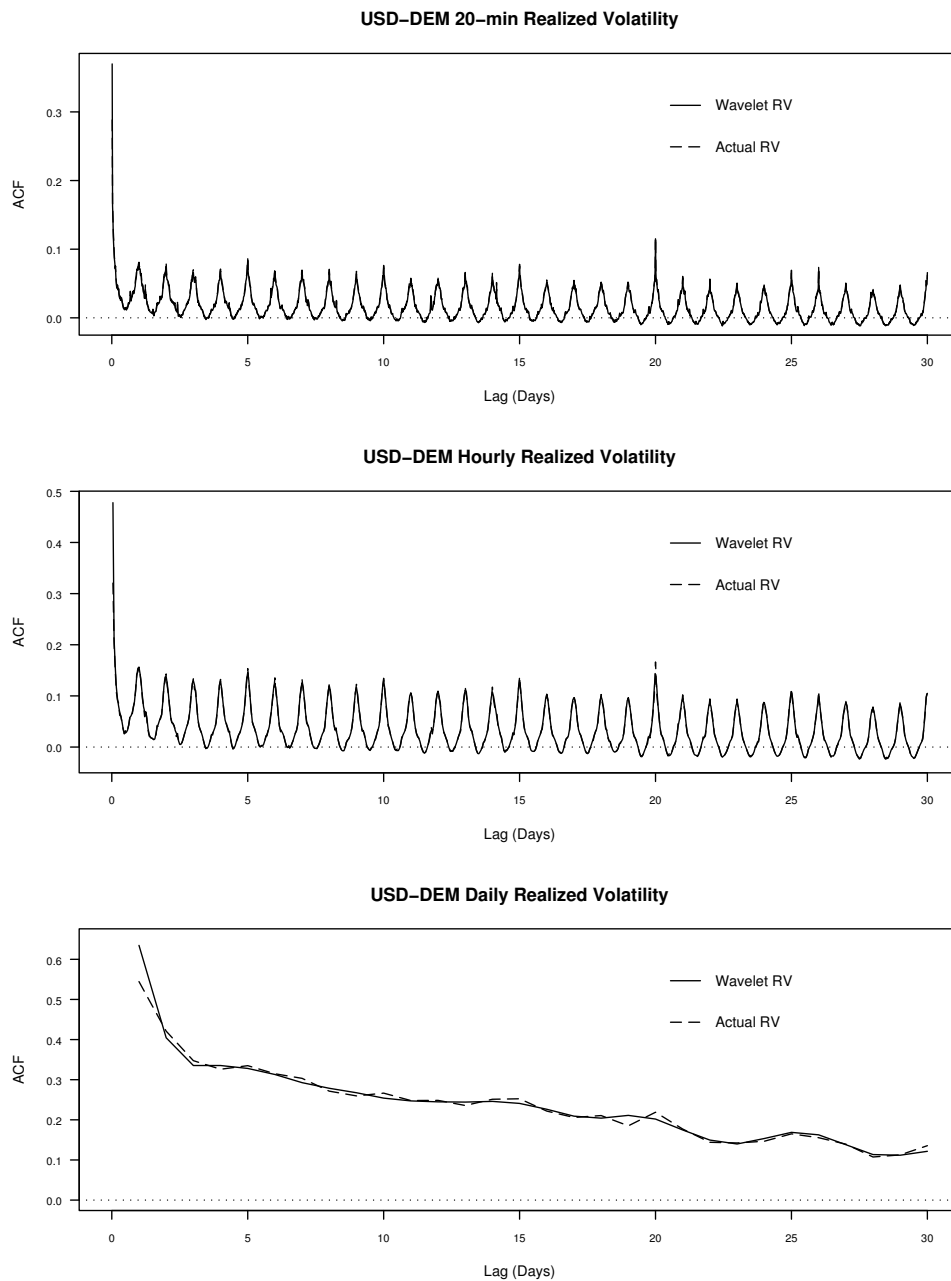 USD−DEM 20−min Realized Volatility
ACF
0.3
0.2
0.1
0.0
Wavelet RV
Actual RV
0 5 10 15 20 25 30
Lag (Days)
USD−DEM Hourly Realized Volatility
ACF
0.5
0.4
0.3
0.2
0.1
0.0
Wavelet RV
Actual RV
0 5 10 15 20 25 30
Lag (Days)
USD−DEM Daily Realized Volatility
ACF
0.6
0.5
0.4
0.3
0.2
0.1
0.0
Wavelet RV
Actual RV
0 5 10 15 20 25 30
Lag (Days)